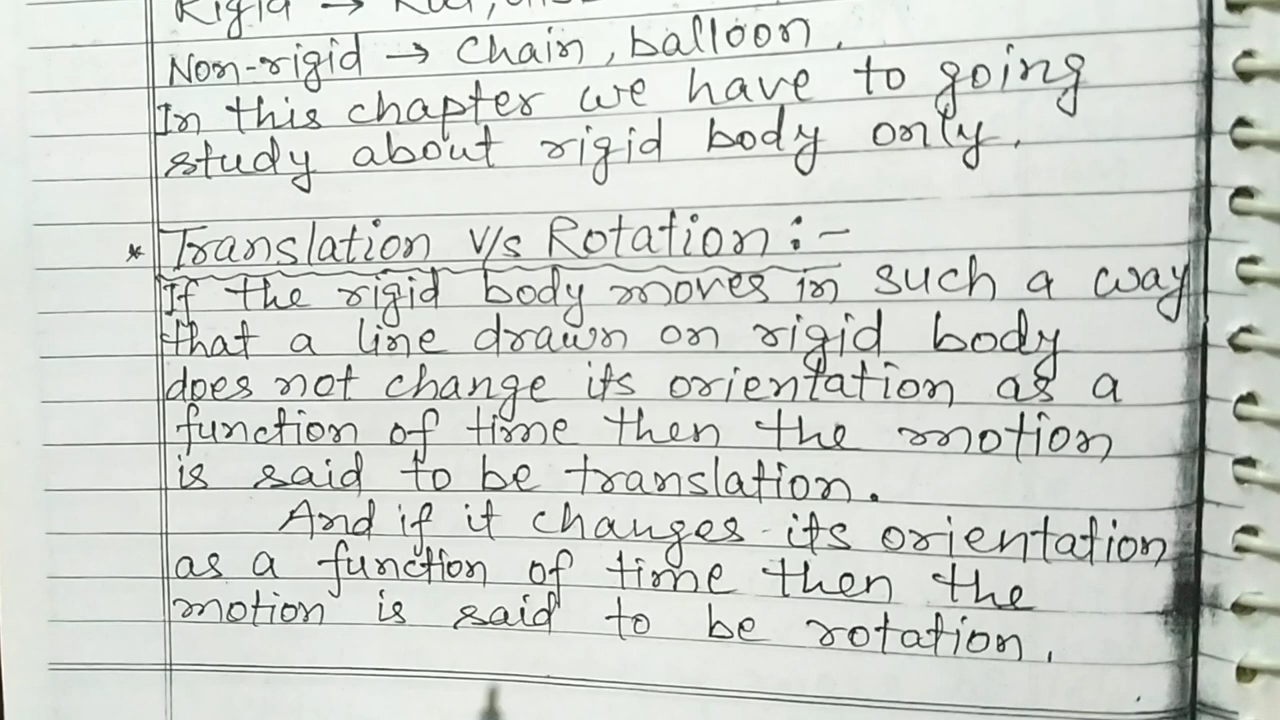 Rigid →
Non-rigid → Chain, balloon.
In this chapter we have to going
study about rigid body only.
* Translation v/s Rotation :-
If the rigid body moves in such a way
that a line drawn on rigid body
does not change its orientation as a
function of time then the motion
is said to be translation.
And if it changes its orientation
as a function of time then the
motion is said to be rotation.